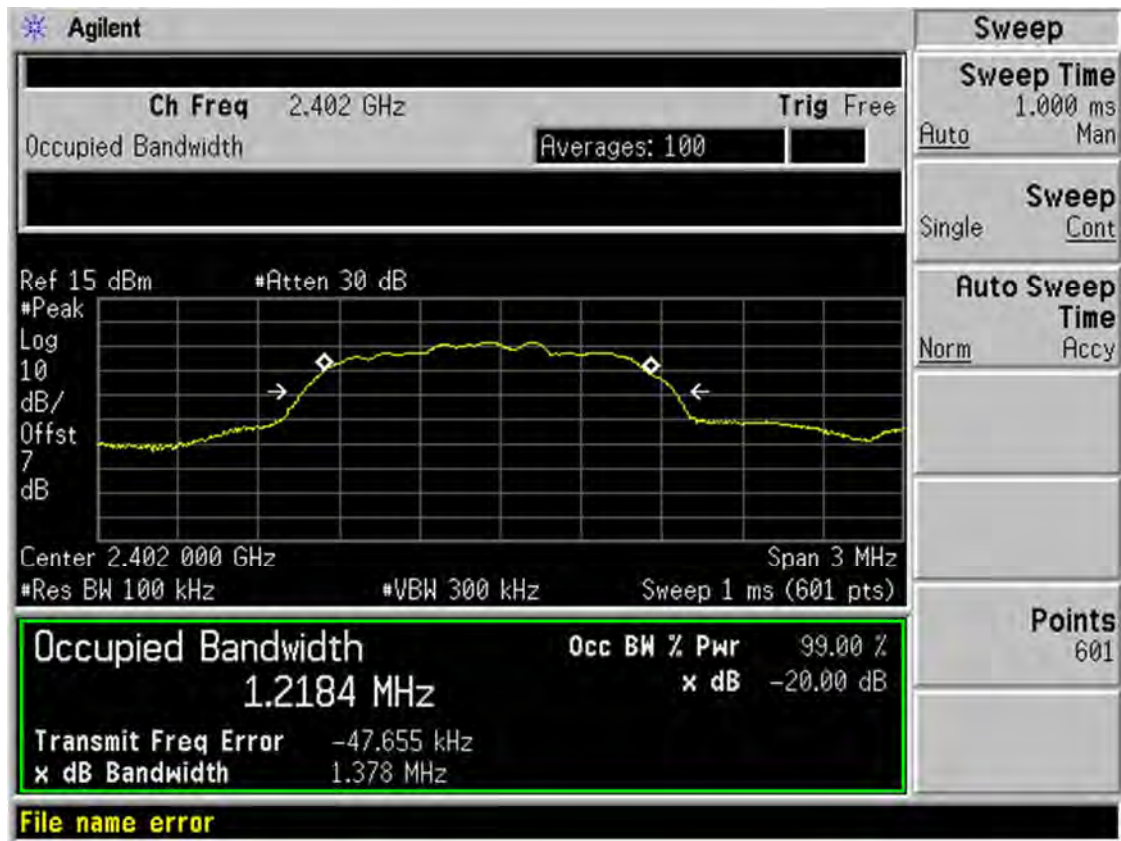 Agilent
Sweep
Ch Freq 2.402 GHz Trig Free
Occupied Bandwidth Averages: 100
Sweep Time
1.000 ms
Auto Man
Sweep
Single Cont
Auto Sweep
Time
Norm Accy
Points
601
Ref 15 dBm #Atten 30 dB
#Peak
Log
10
dB/
Offst
7
dB
Center 2.402 000 GHz Span 3 MHz
#Res BW 100 kHz #VBW 300 kHz Sweep 1 ms (601 pts)
Occupied Bandwidth
1.2184 MHz
Occ BW % Pwr 99.00 %
x dB -20.00 dB
Transmit Freq Error -47.655 kHz
x dB Bandwidth 1.378 MHz
File name error